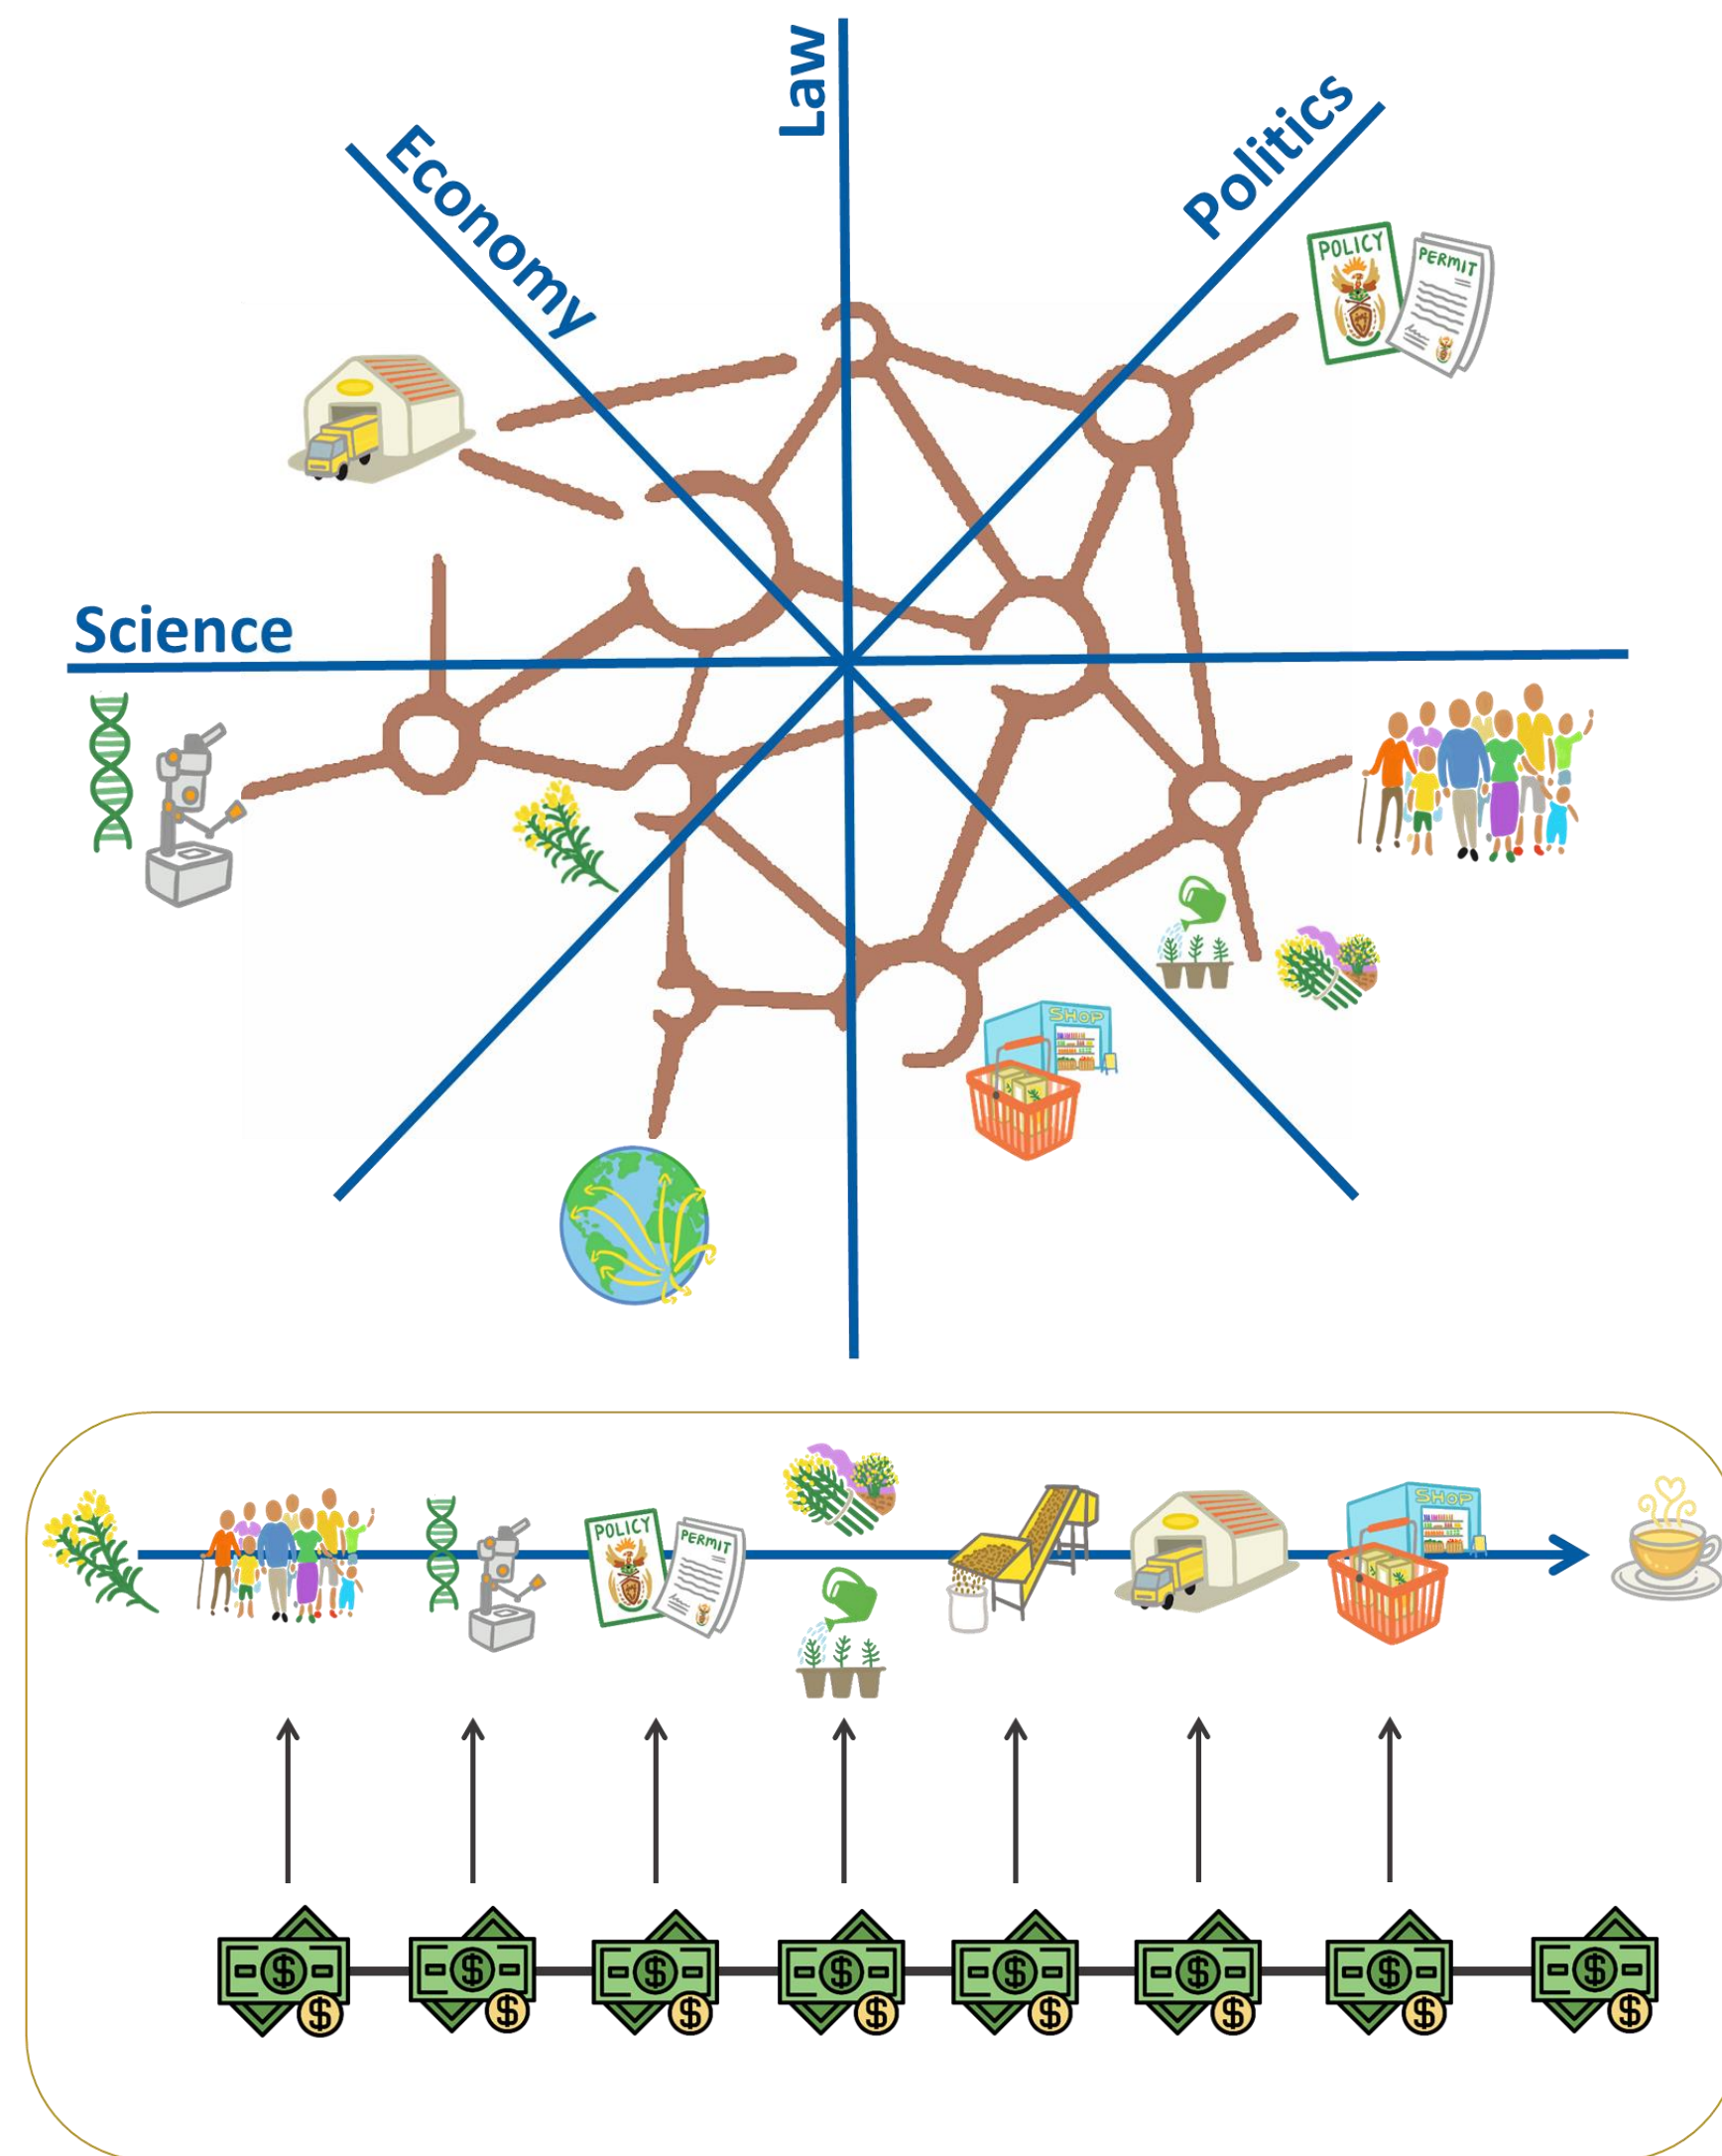 Law
Politics
Economy
POLICY
PERMIT
Science
SHOP
POLICY
PERMIT
SHOP
$ $ $ $ $ $ $ $
$ $ $ $ $ $ $ $